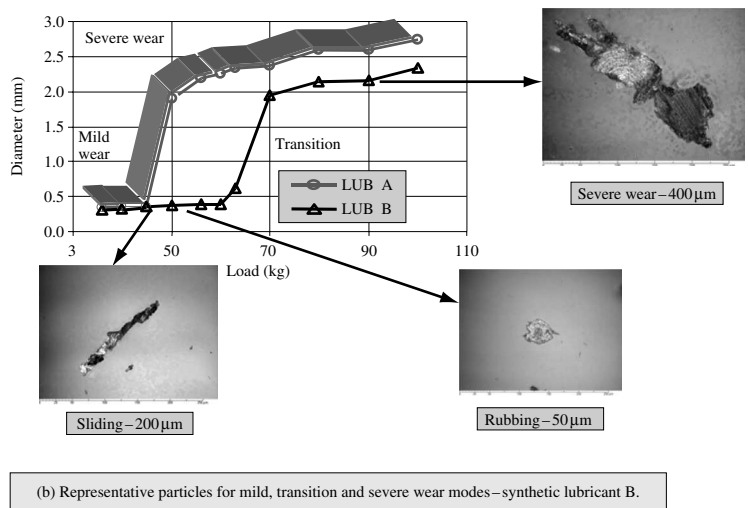 3.0
2.5
2.0
1.5
1.0
0.5
0.0
Diameter (mm)
Severe wear
Mild
wear
Transition
LUB A
LUB B
3
50
70
90
110
Load (kg)
Severe wear–400 µm
Sliding–200 µm
Rubbing–50 µm
(b) Representative particles for mild, transition and severe wear modes–synthetic lubricant B.